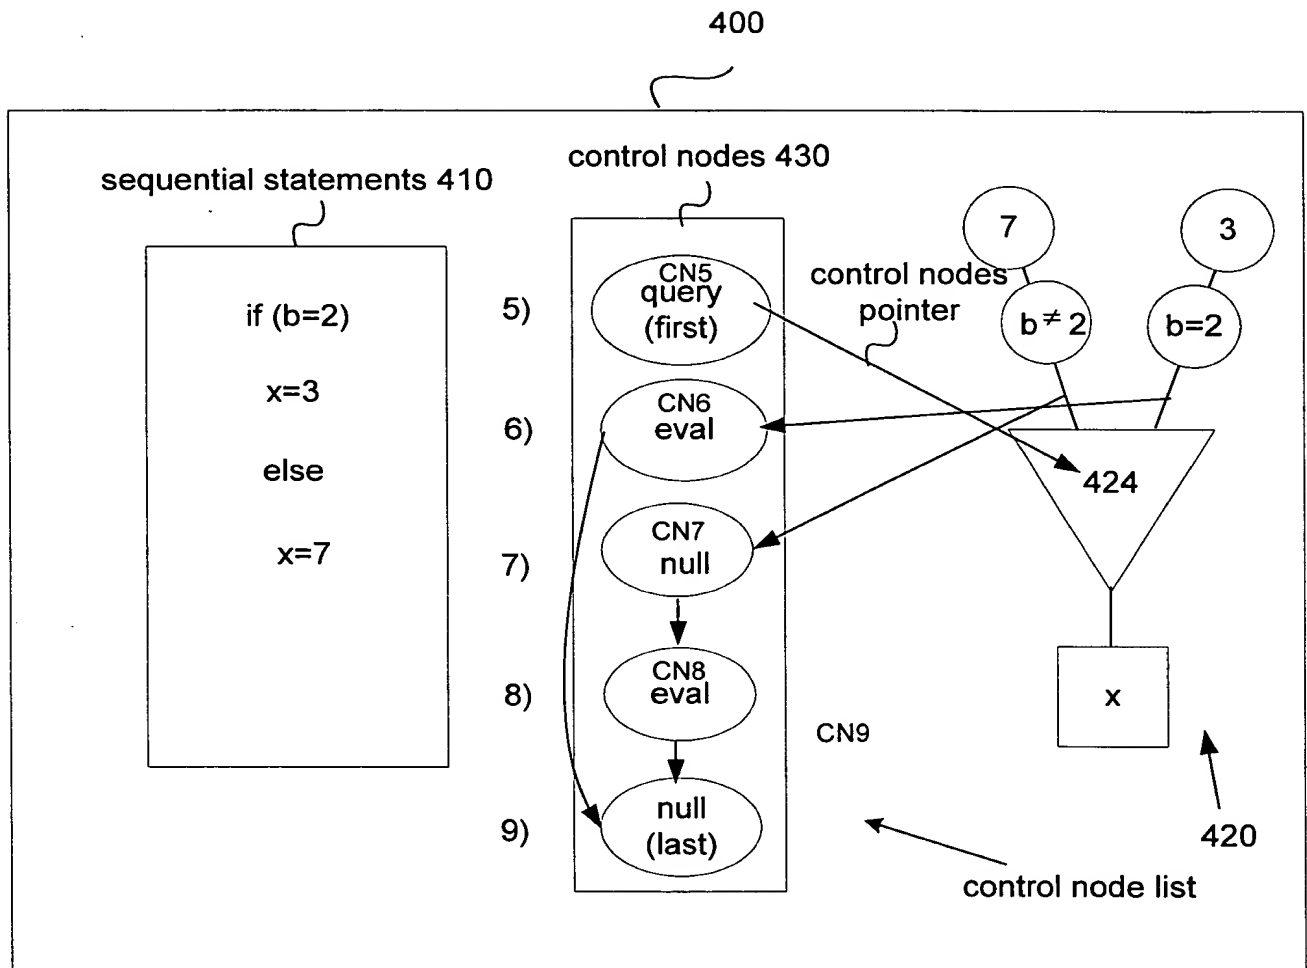 400
control nodes 430
sequential statements 410
if (b=2)
x=3
else
x=7
5)
CN5
query
(first)
6)
CN6
eval
7)
CN7
null
8)
CN8
eval
9)
null
(last)
CN9
control nodes
pointer
7
3
b ≠ 2
b=2
424
x
420
control node list